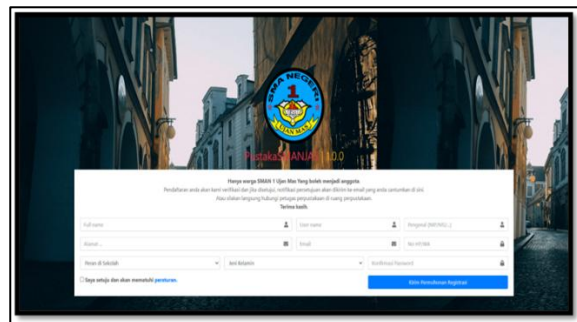 SMA NEGERI
1
UJAN MAS
1.0.0
Hanya warga SMAN 1 Ujan Mas Yang boleh menjadi anggota.
Pendaftaran anda akan kami verifikasi dan jika disetujui, notifikasi persetujuan akan dikirim ke email yang anda cantumkan di sini.
Atau silakan langsung hubungi petugas perpustakaan di ruang perpustakaan.
Terima kasih.
Full name
User name
Pengenal
Alamat ...
Email
No HP/WA
Peran di Sekolah
Jeni Kelamin
Konfirmasi Password
Saya setuju dan akan mematuhi peraturan.
Kirim Permohonan Registrasi